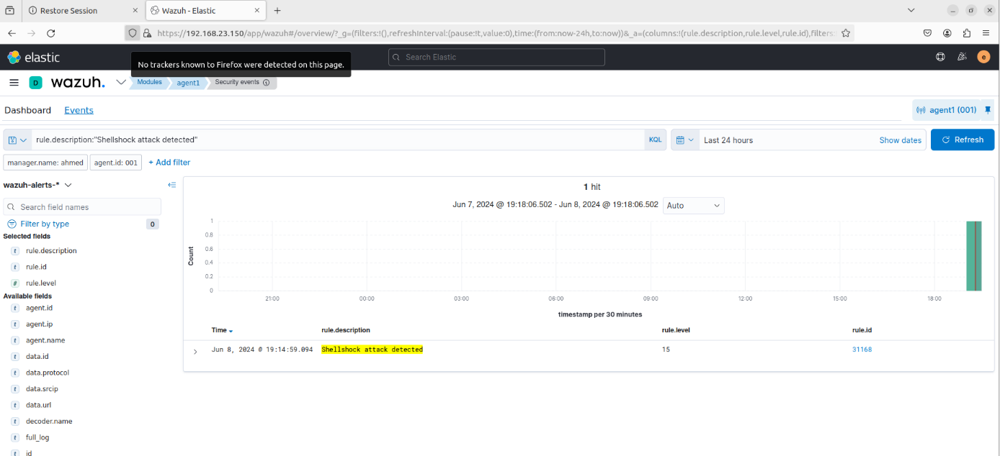 Restore Session
Wazuh - Elastic
https://192.168.23.150/app/wazuh#/overview/?_g=(filters:!(),refreshInterval:(pause:!t,value:0),time:(from:now-24h,to:now))&_a=(columns:!(rule.description,rule.level,rule.id),filters:
elastic
Search Elastic
e
No trackers known to Firefox were detected on this page.
D
wazuh.
Modules
agent1
Security events
Dashboard
Events
agent1 (001)
rule.description:"Shellshock attack detected"
KQL
Last 24 hours
Show dates
Refresh
manager.name: ahmed
agent.id: 001
+ Add filter
wazuh-alerts-*
Search field names
Filter by type
0
Selected fields
t rule.description
t rule.id
# rule.level
Available fields
t agent.id
t agent.ip
t agent.name
t data.id
t data.protocol
t data.srcip
t data.url
t decoder.name
t full_log
t id
1 hit
Jun 7, 2024 @ 19:18:06.502 - Jun 8, 2024 @ 19:18:06.502
Auto
Count
1
0.8
0.6
0.4
0.2
0
21:00 00:00 03:00 06:00 09:00 12:00 15:00 18:00
timestamp per 30 minutes
Time rule.description rule.level rule.id
Jun 8, 2024 @ 19:14:59.094 Shellshock attack detected 15 31168